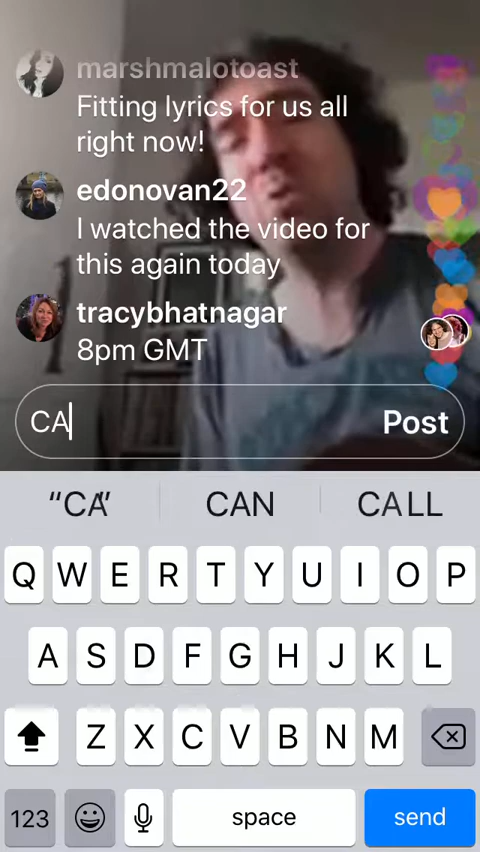 marshmalotoast
Fitting lyrics for us all
right now!
edonovan22
I watched the video for
this again today
tracybhatnagar
8pm GMT
CA
Post
“CA” CAN CALL
Q W E R T Y U I O P
A S D F G H J K L
Z X C V B N M
123 space send